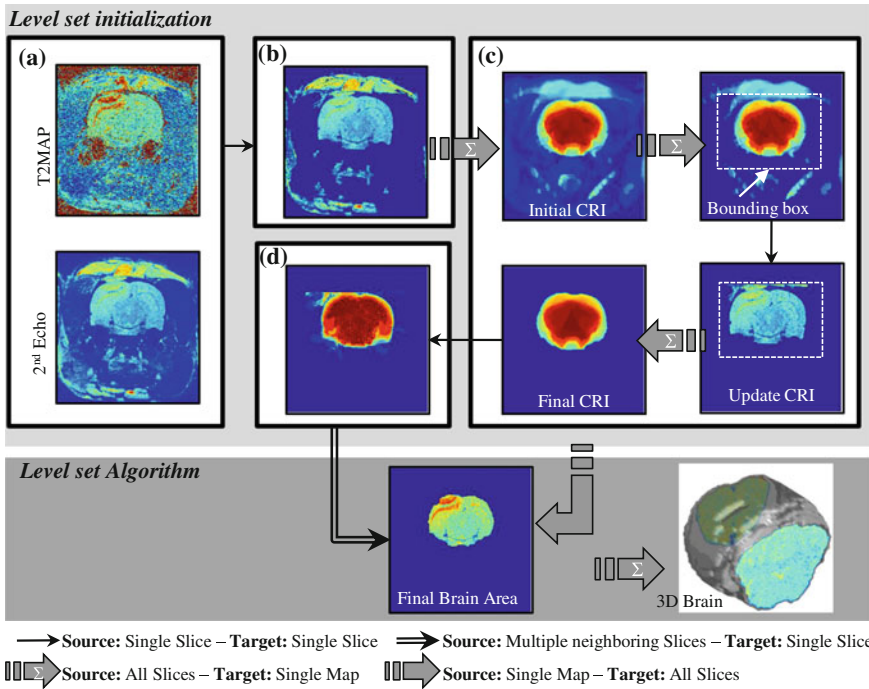 Level set initialization
(a)
T2MAP
2nd Echo
(b)
Σ
(c)
Initial CRI
Σ
Bounding box
(d)
Final CRI
Σ
Update CRI
Level set Algorithm
Final Brain Area
Σ
3D Brain
Source: Single Slice – Target: Single Slice
Source: Multiple neighboring Slices – Target: Single Slice
Σ Source: All Slices – Target: Single Map
Source: Single Map – Target: All Slices